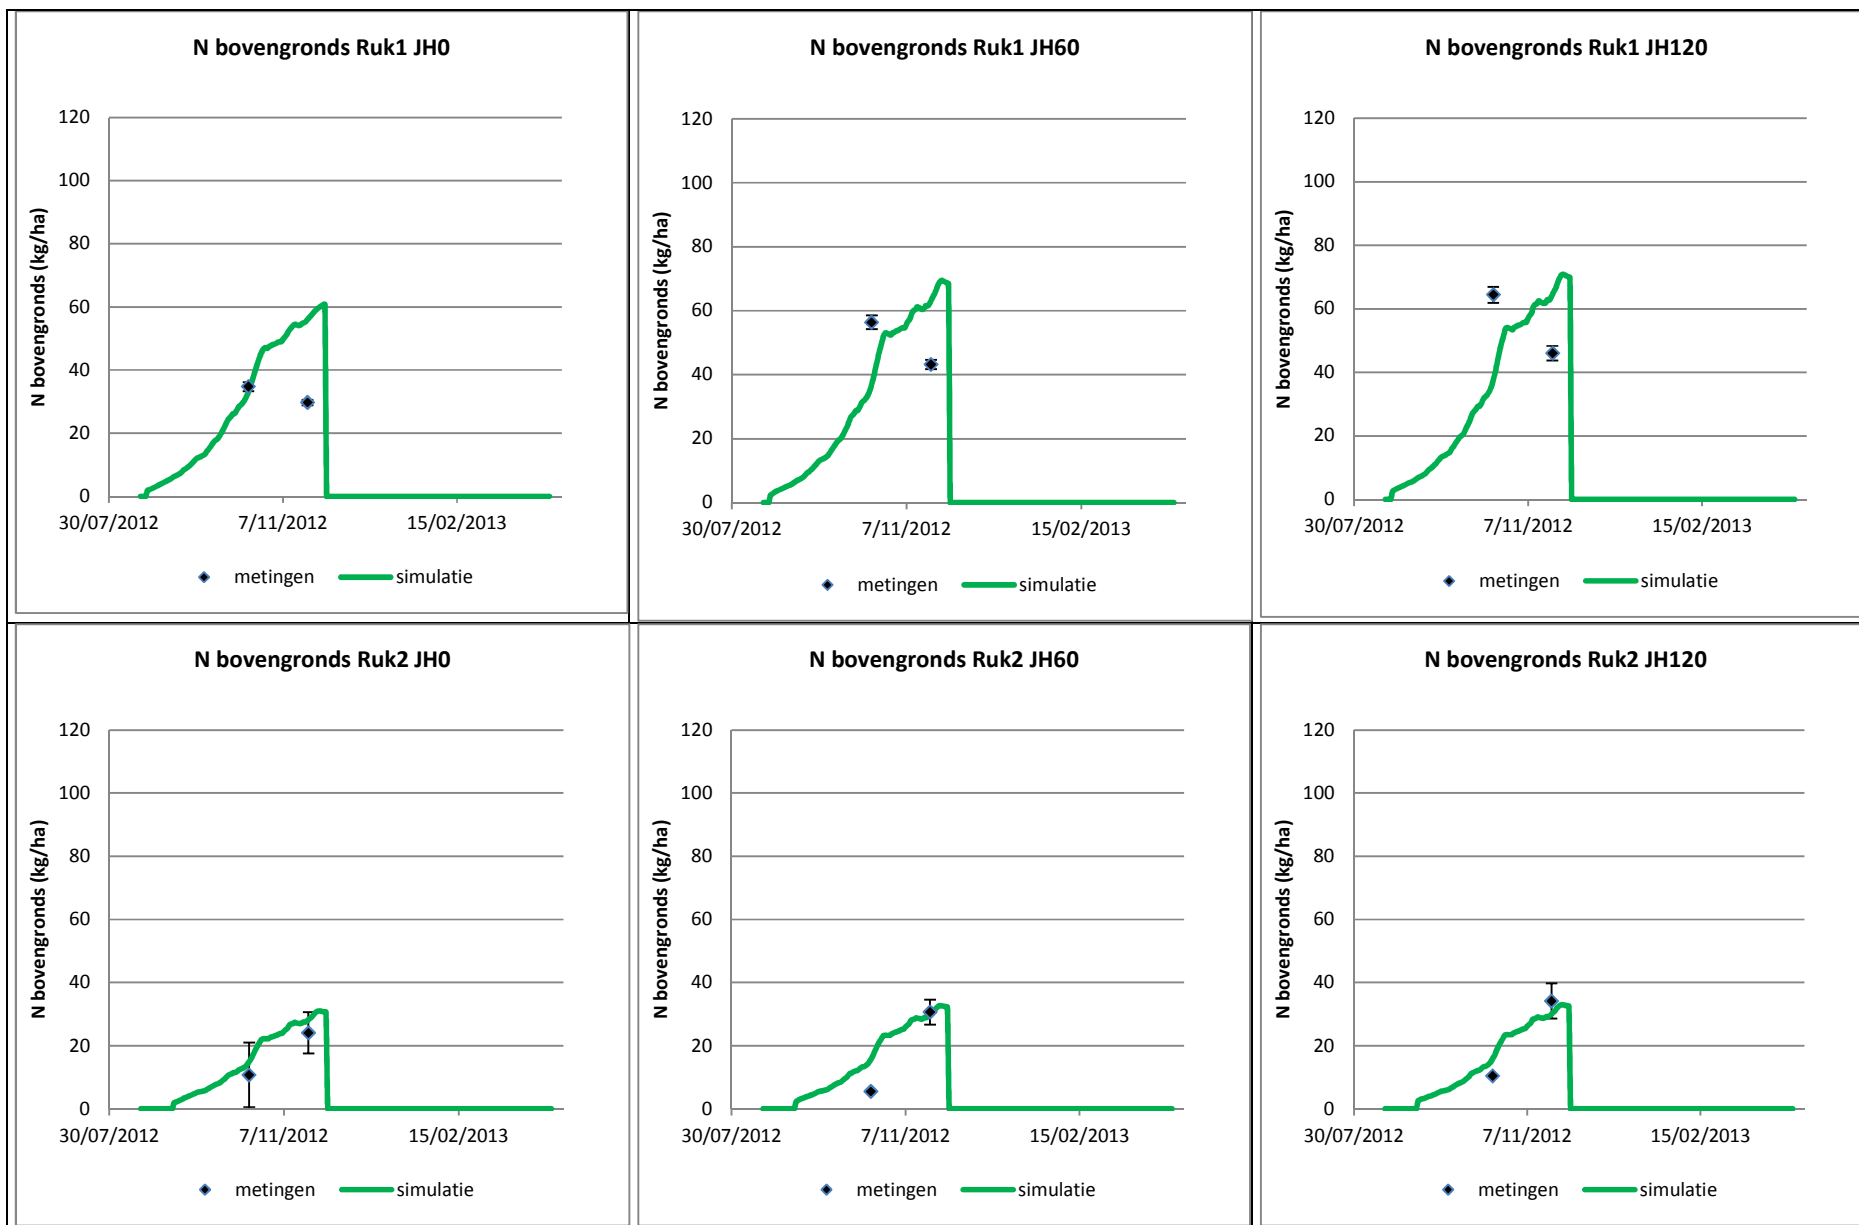 N bovengronds Ruk1 JH0
N bovengronds (kg/ha)
120
100
80
60
40
20
0
30/07/2012 7/11/2012 15/02/2013
metingen simulatie
N bovengronds Ruk1 JH60
N bovengronds (kg/ha)
120
100
80
60
40
20
0
30/07/2012 7/11/2012 15/02/2013
metingen simulatie
N bovengronds Ruk1 JH120
N bovengronds (kg/ha)
120
100
80
60
40
20
0
30/07/2012 7/11/2012 15/02/2013
metingen simulatie
N bovengronds Ruk2 JH0
N bovengronds (kg/ha)
120
100
80
60
40
20
0
30/07/2012 7/11/2012 15/02/2013
metingen simulatie
N bovengronds Ruk2 JH60
N bovengronds (kg/ha)
120
100
80
60
40
20
0
30/07/2012 7/11/2012 15/02/2013
metingen simulatie
N bovengronds Ruk2 JH120
N bovengronds (kg/ha)
120
100
80
60
40
20
0
30/07/2012 7/11/2012 15/02/2013
metingen simulatie